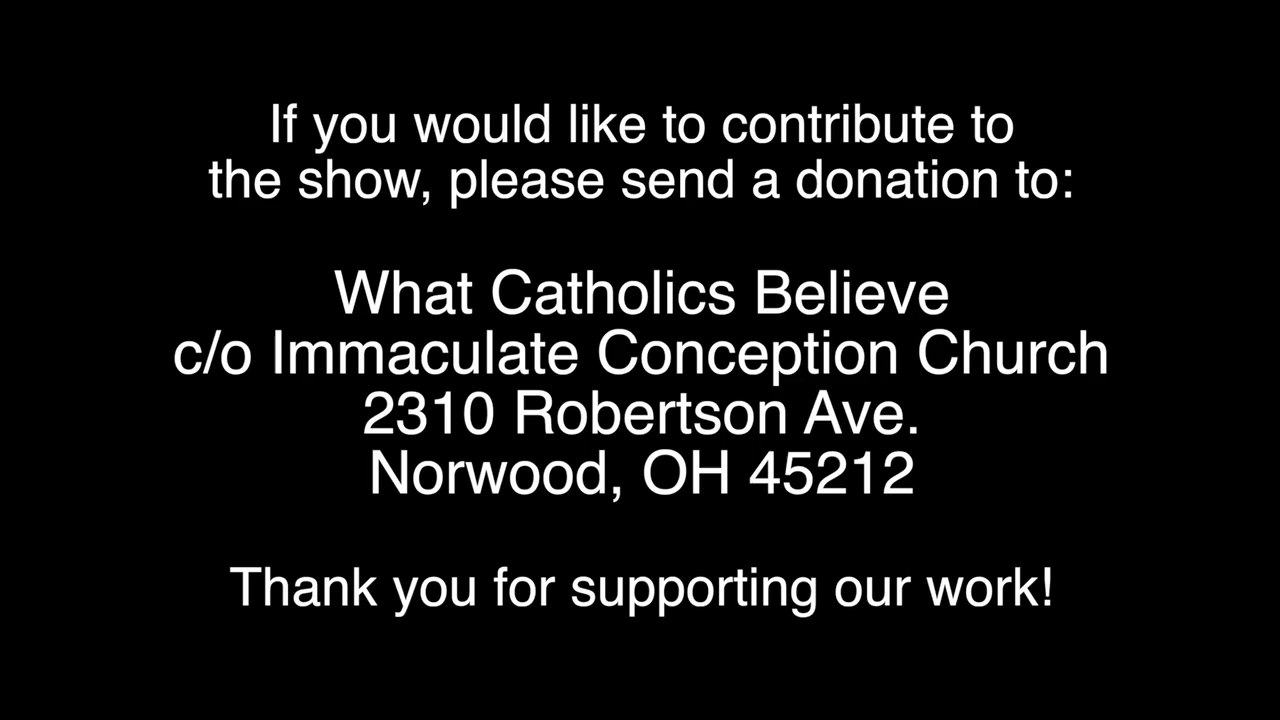 If you would like to contribute to
the show, please send a donation to:
What Catholics Believe
c/o Immaculate Conception Church
2310 Robertson Ave.
Norwood, OH 45212
Thank you for supporting our work!